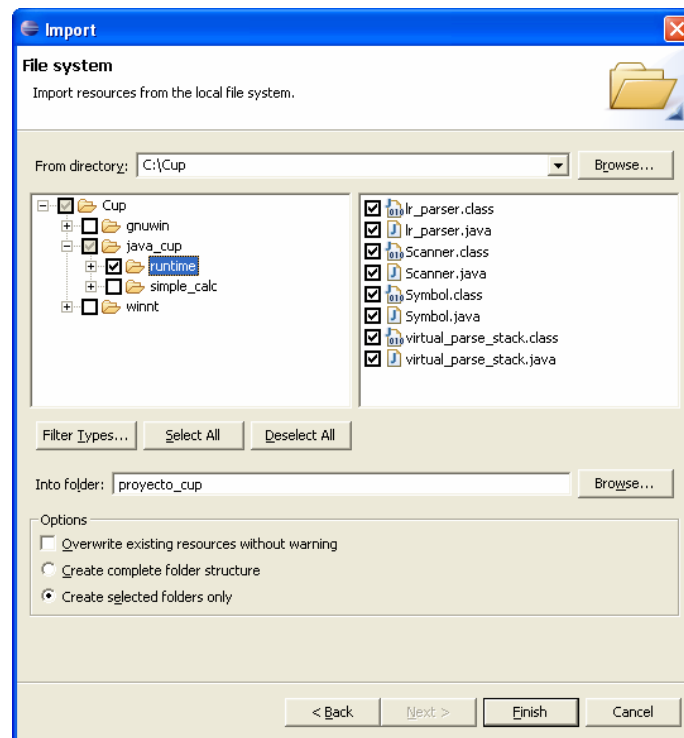 Import
File system
Import resources from the local file system.
From directory: C:\Cup Browse...
Cup
gnuwin
java_cup
runtime
simple_calc
winnt
lr_parser.class
lr_parser.java
Scanner.class
Scanner.java
Symbol.class
Symbol.java
virtual_parse_stack.class
virtual_parse_stack.java
Filter Types... Select All Deselect All
Into folder: proyecto_cup Browse...
Options
Overwrite existing resources without warning
Create complete folder structure
Create selected folders only
< Back Next > Finish Cancel